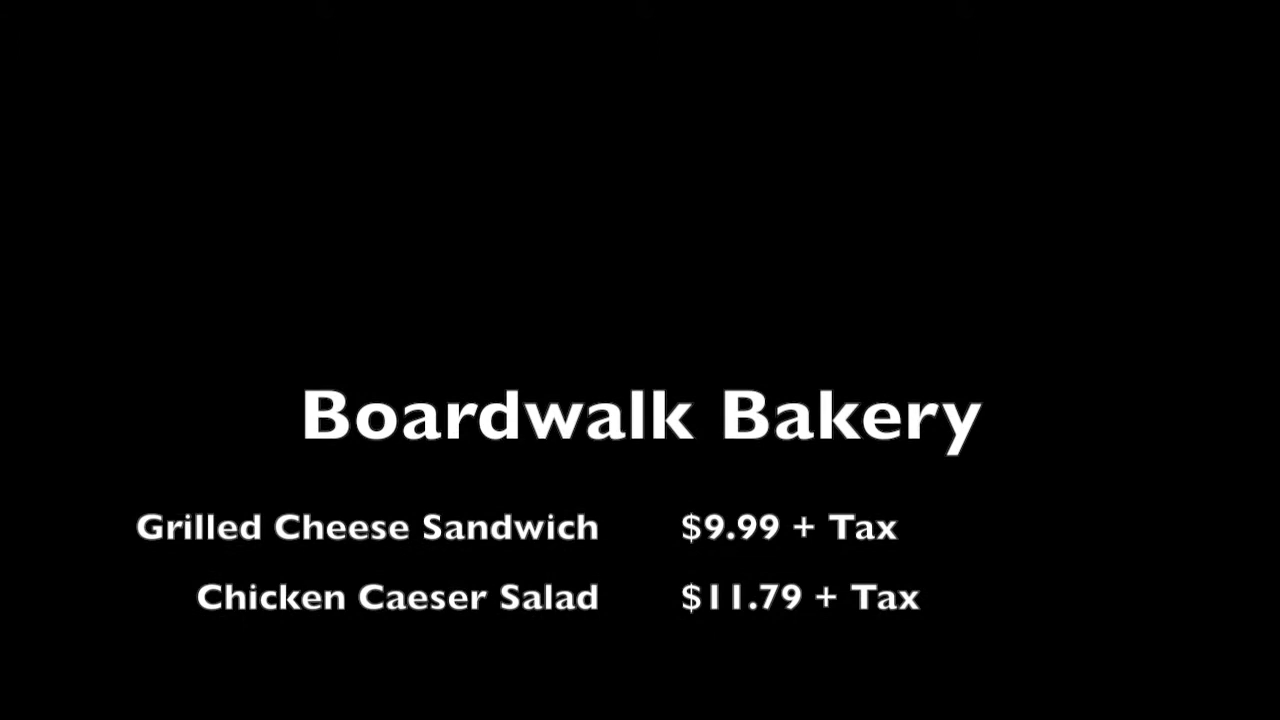 Boardwalk Bakery
Grilled Cheese Sandwich $9.99 + Tax
Chicken Caeser Salad $11.79 + Tax